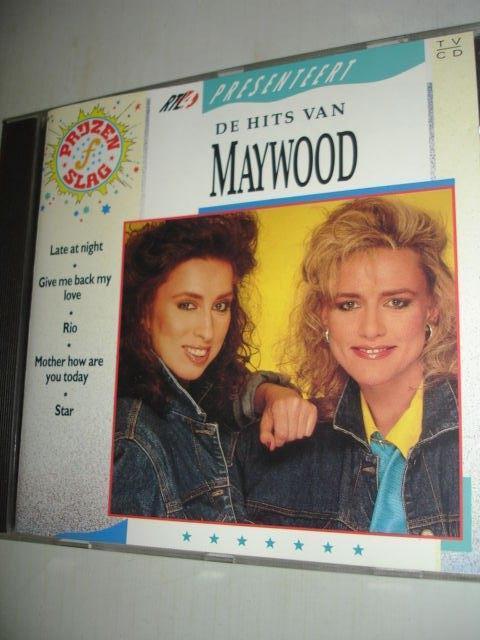 TV
CD
RTL4 PRESENTEERT
DE HITS VAN
MAYWOOD
PRIJZEN
SLAG
Late at night
•
Give me back my
love
•
Rio
•
Mother how are
you today
•
Star